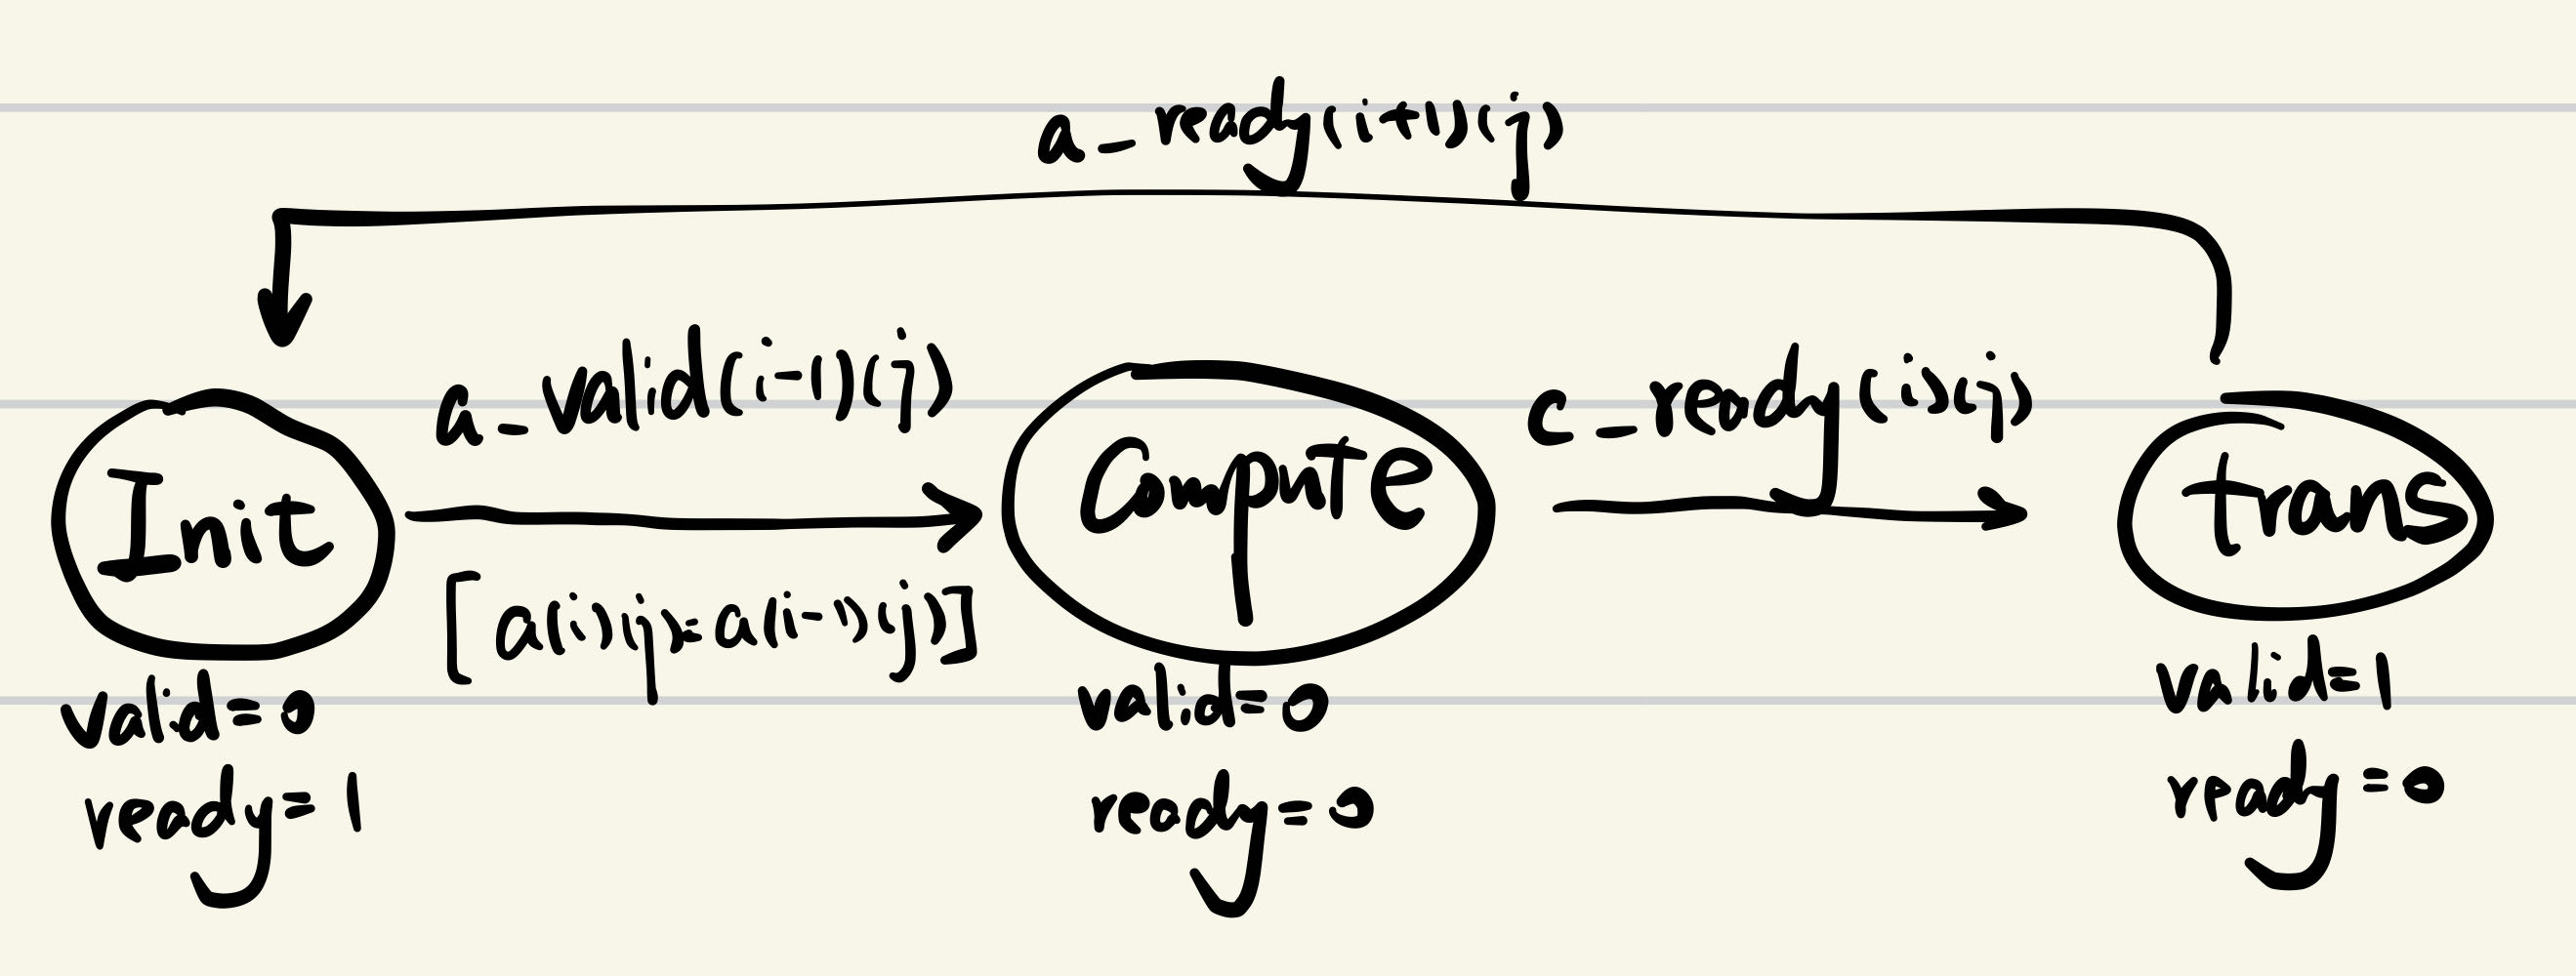 a_ready(i+1)(j)
a_valid(i-1)(j)
c_ready(i)(j)
Init
Compute
trans
[a(i)(j)=a(i-1)(j)]
valid=0
ready=1
valid=0
ready=0
valid=1
ready=0